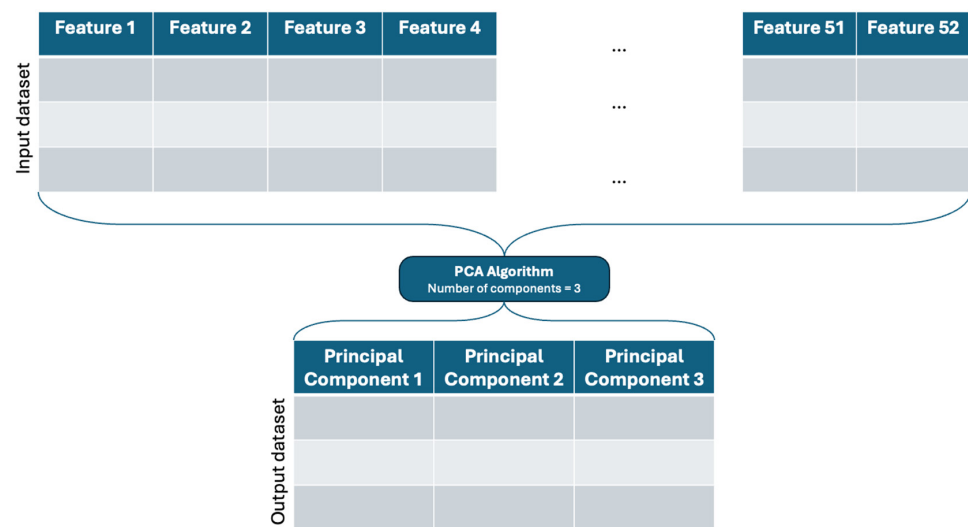 Feature 1 Feature 2 Feature 3 Feature 4 ... Feature 51 Feature 52
Input dataset
...
...
PCA Algorithm
Number of components = 3
Principal Component 1 Principal Component 2 Principal Component 3
Output dataset